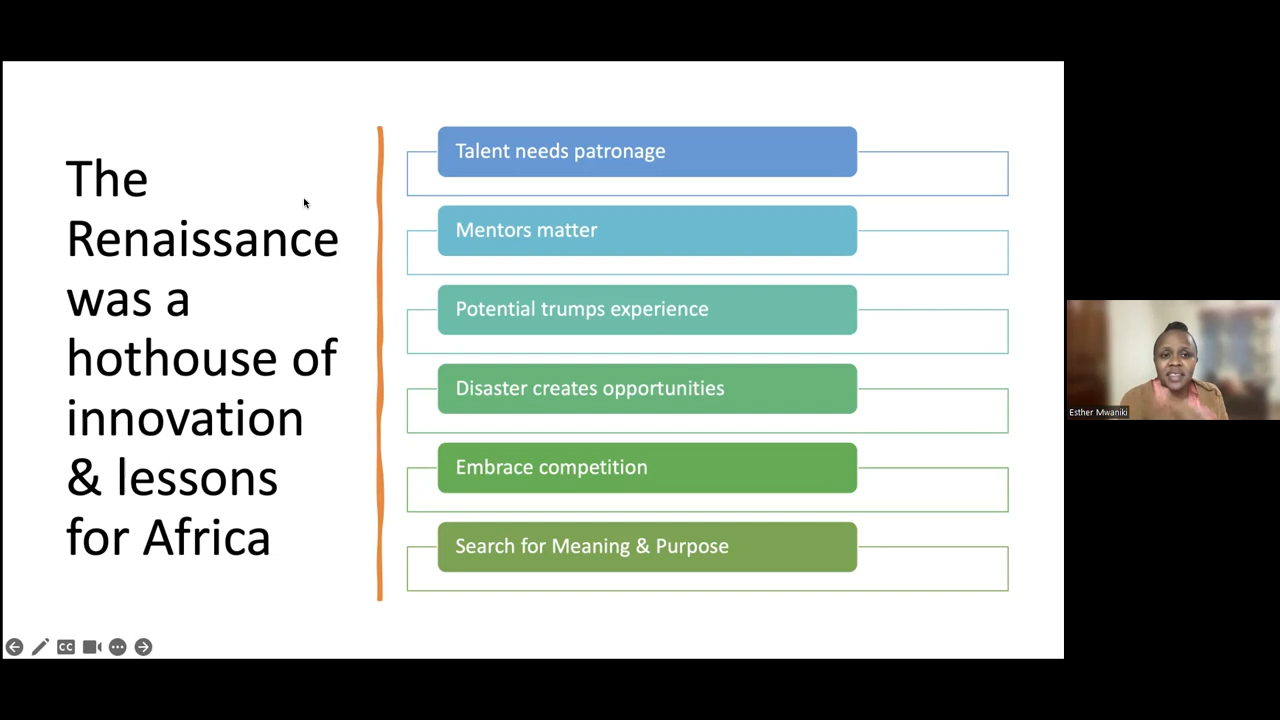 The
Renaissance
was a
hothouse of
innovation
& lessons
for Africa
Talent needs patronage
Mentors matter
Potential trumps experience
Disaster creates opportunities
Embrace competition
Search for Meaning & Purpose
CC
Esther Mwaniki